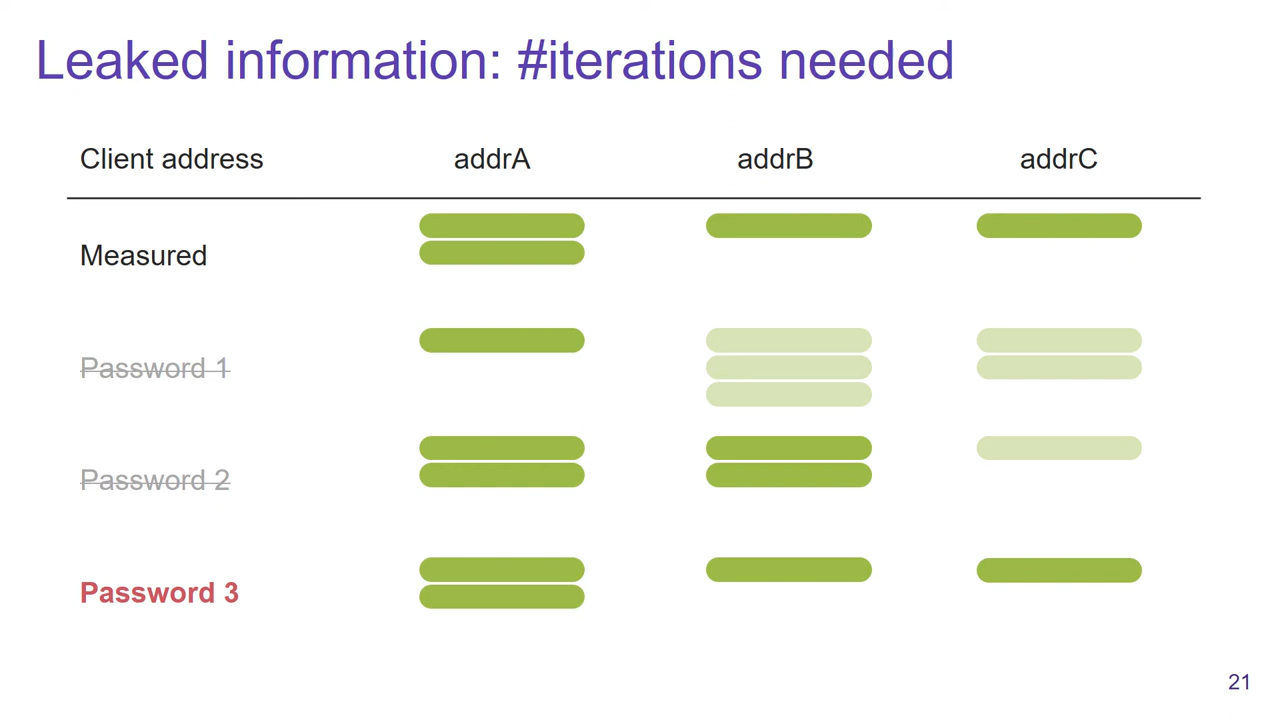 Leaked information: #iterations needed
Client address addrA addrB addrC
Measured
Password 1
Password 2
Password 3
21